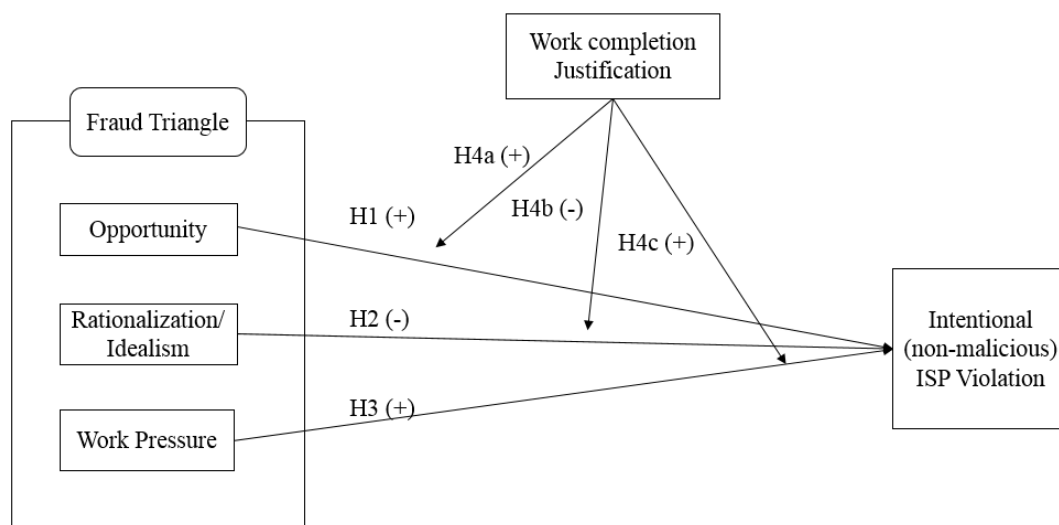 Work completion
Justification
Fraud Triangle
H4a (+)
H1 (+)
H4b (-)
Opportunity
H4c (+)
Rationalization/
Idealism
H2 (-)
Intentional
(non-malicious)
ISP Violation
H3 (+)
Work Pressure